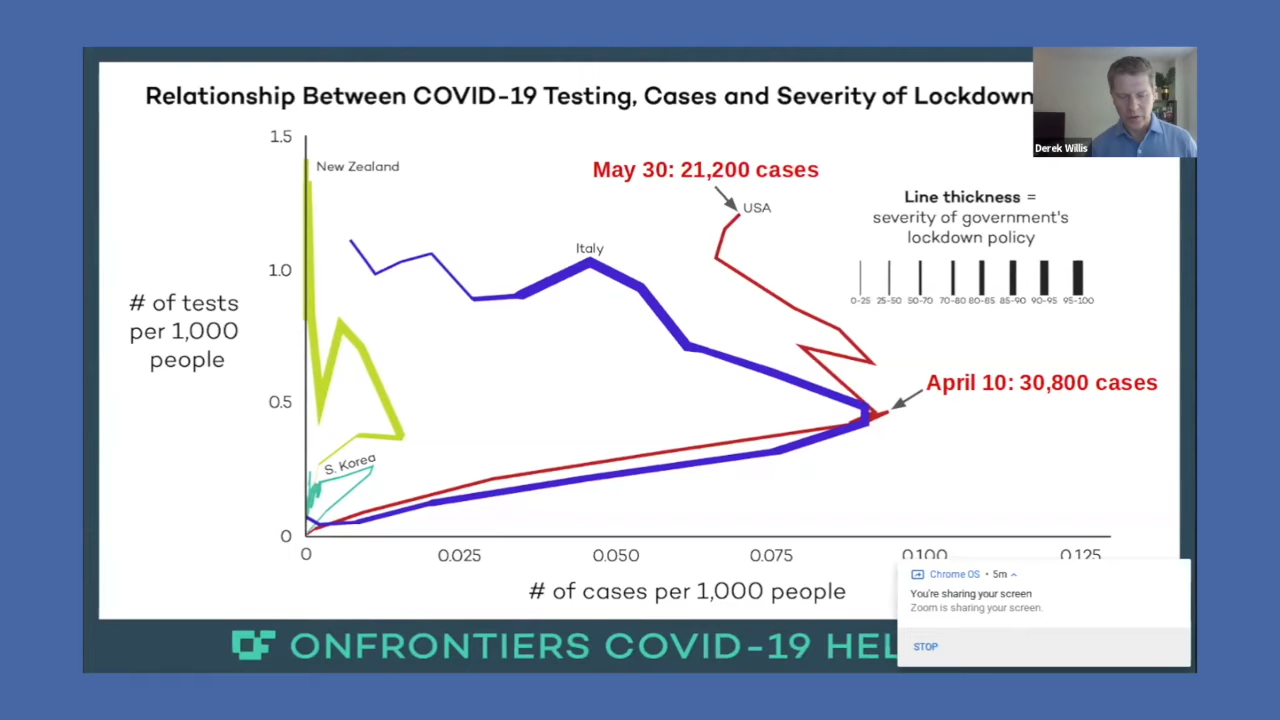 Relationship Between COVID-19 Testing, Cases and Severity of Lockdown
Derek Willis
1.5
New Zealand
May 30: 21,200 cases
USA
Line thickness =
severity of government's
lockdown policy
Italy
1.0
0-25 25-50 50-70 70-80 80-85 85-90 90-95 95-100
# of tests
per 1,000
people
April 10: 30,800 cases
0.5
S. Korea
0
0 0.025 0.050 0.075 0.100 0.125
# of cases per 1,000 people
Chrome OS • 5m
You're sharing your screen
Zoom is sharing your screen.
STOP
OF ONFRONTIERS COVID-19 HEL